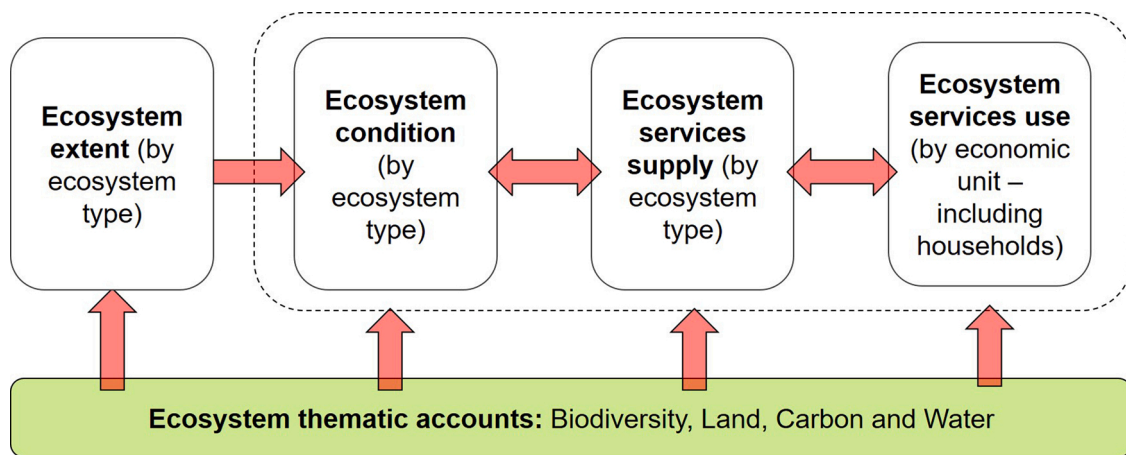 Ecosystem
extent (by
ecosystem
type)
Ecosystem
condition
(by
ecosystem
type)
Ecosystem
services
supply (by
ecosystem
type)
Ecosystem
services use
(by economic
unit –
including
households)
Ecosystem thematic accounts: Biodiversity, Land, Carbon and Water